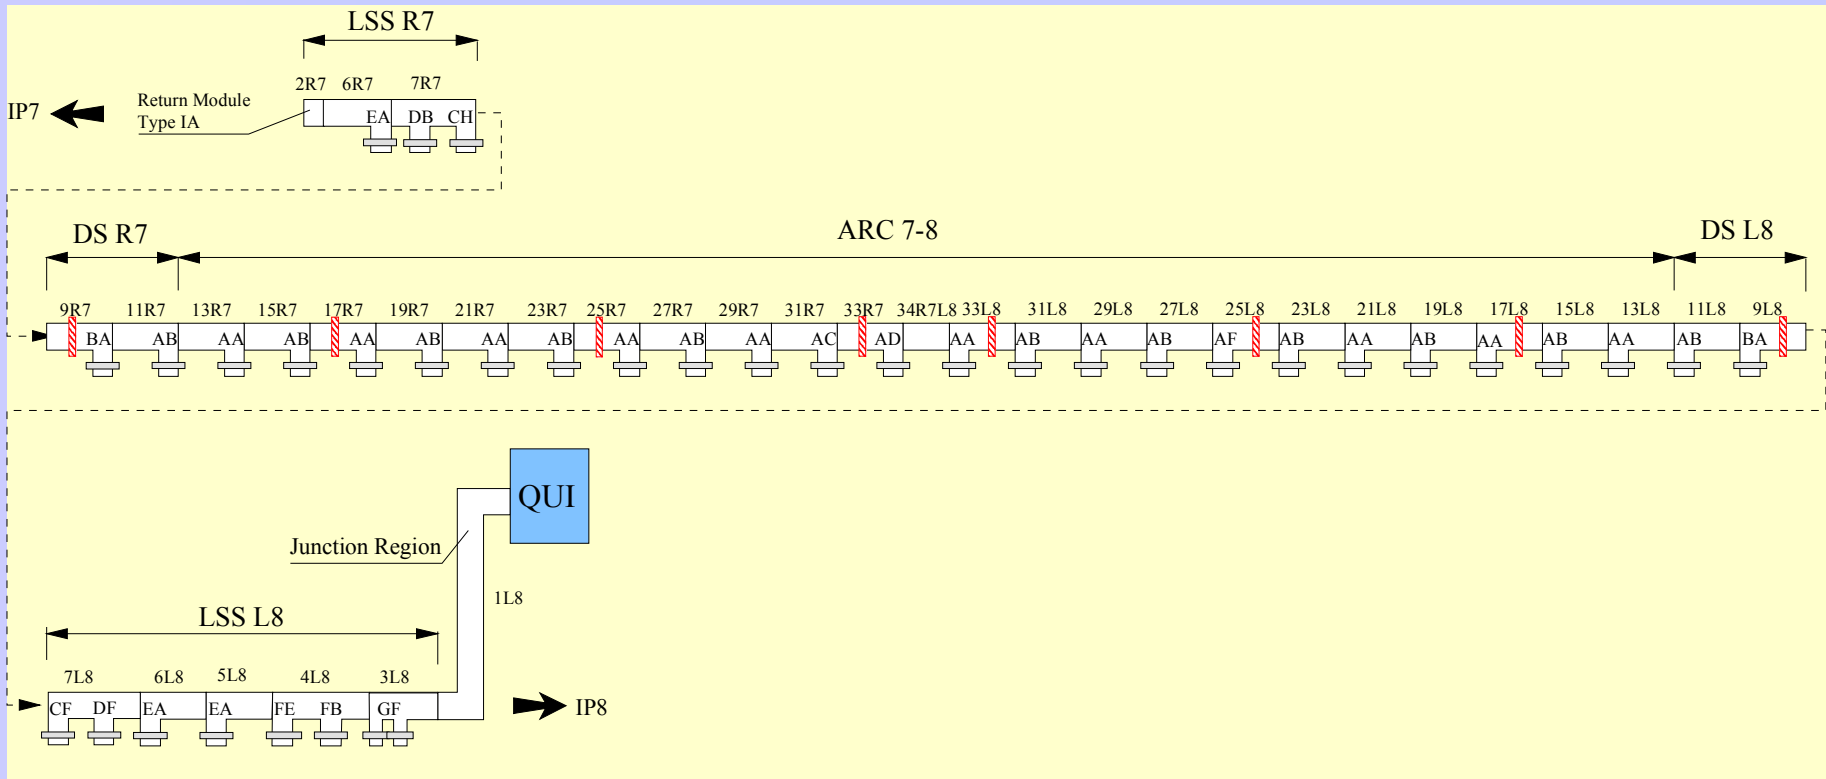 LSS R7
2R7 6R7 7R7
IP7
Return Module
Type IA
EA DB CH
DS R7 ARC 7-8 DS L8
9R7 11R7 13R7 15R7 17R7 19R7 21R7 23R7 25R7 27R7 29R7 31R7 33R7 34R7L8 33L8 31L8 29L8 27L8 25L8 23L8 21L8 19L8 17L8 15L8 13L8 11L8 9L8
BA AB AA AB AA AB AA AB AA AB AA AC AD AA AB AA AB AF AB AA AB AA AB AA AB BA
QUI
Junction Region
1L8
LSS L8
7L8 6L8 5L8 4L8 3L8
CF DF EA EA FE FB GF
IP8